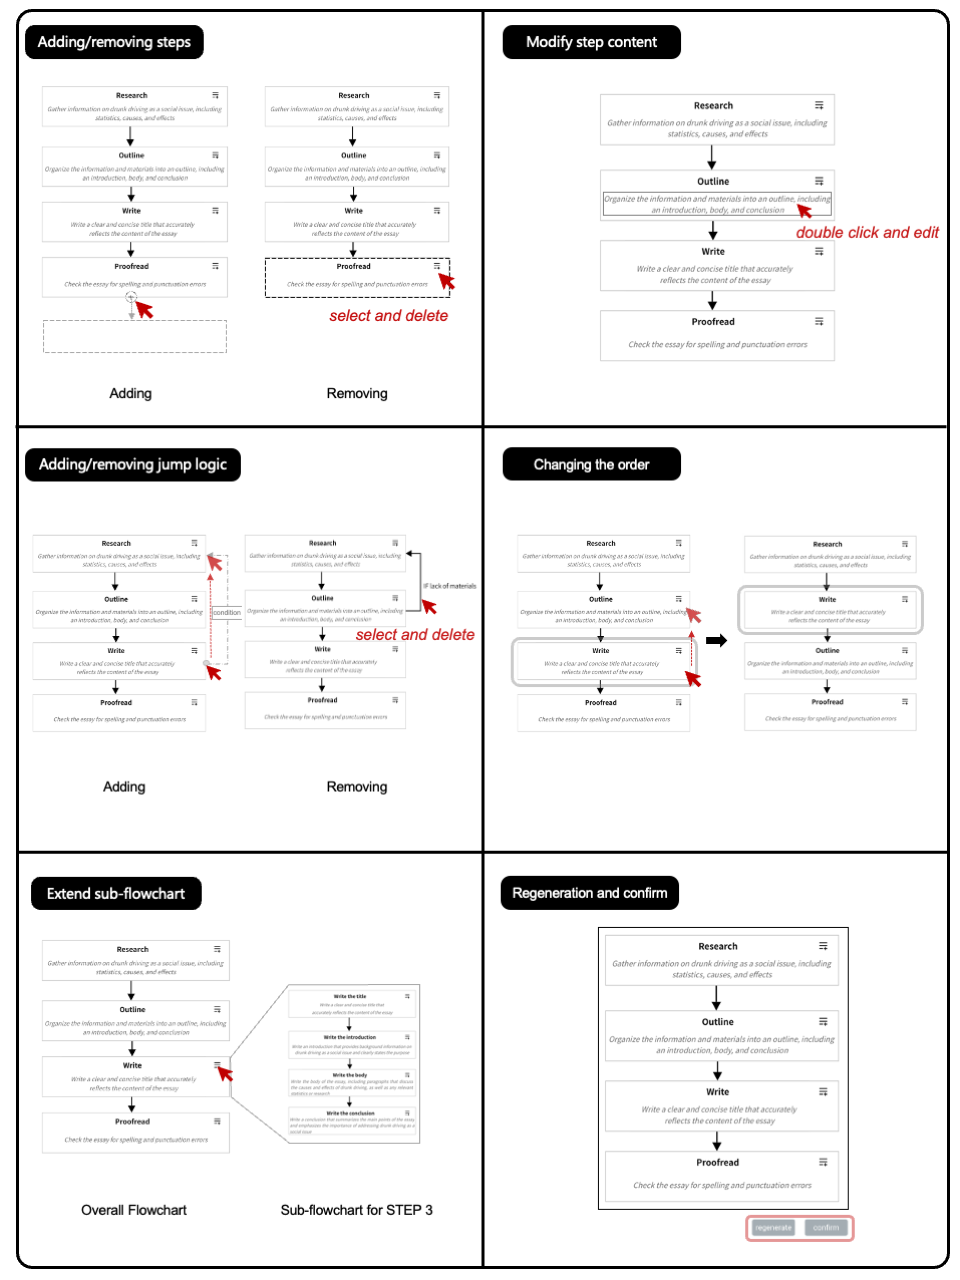 Adding/removing steps
Research
Gather information on drunk driving as a social issue, including
statistics, causes, and effects
Outline
Organize the information and materials into an outline, including
an introduction, body, and conclusion
Write
Write a clear and concise title that accurately
reflects the content of the essay
Proofread
Check the essay for spelling and punctuation errors
Adding
Research
Gather information on drunk driving as a social issue, including
statistics, causes, and effects
Outline
Organize the information and materials into an outline, including
an introduction, body, and conclusion
Write
Write a clear and concise title that accurately
reflects the content of the essay
Proofread
Check the essay for spelling and punctuation errors
select and delete
Removing
Modify step content
Research
Gather information on drunk driving as a social issue, including
statistics, causes, and effects
Outline
Organize the information and materials into an outline, including
an introduction, body, and conclusion
double click and edit
Write
Write a clear and concise title that accurately
reflects the content of the essay
Proofread
Check the essay for spelling and punctuation errors
Adding/removing jump logic
Research
Gather information on drunk driving as a social issue, including
statistics, causes, and effects
Outline
Organize the information and materials into an outline, including
an introduction, body, and conclusion
condition
Write
Write a clear and concise title that accurately
reflects the content of the essay
Proofread
Check the essay for spelling and punctuation errors
Adding
Research
Gather information on drunk driving as a social issue, including
statistics, causes, and effects
IF lack of materials
Outline
Organize the information and materials into an outline, including
an introduction, body, and conclusion
select and delete
Write
Write a clear and concise title that accurately
reflects the content of the essay
Proofread
Check the essay for spelling and punctuation errors
Removing
Changing the order
Research
Gather information on drunk driving as a social issue, including
statistics, causes, and effects
Outline
Organize the information and materials into an outline, including
an introduction, body, and conclusion
Write
Write a clear and concise title that accurately
reflects the content of the essay
Proofread
Check the essay for spelling and punctuation errors
Research
Gather information on drunk driving as a social issue, including
statistics, causes, and effects
Write
Write a clear and concise title that accurately
reflects the content of the essay
Outline
Organize the information and materials into an outline, including
an introduction, body, and conclusion
Proofread
Check the essay for spelling and punctuation errors
Extend sub-flowchart
Research
Gather information on drunk driving as a social issue, including
statistics, causes, and effects
Outline
Organize the information and materials into an outline, including
an introduction, body, and conclusion
Write
Write a clear and concise title that accurately
reflects the content of the essay
Proofread
Check the essay for spelling and punctuation errors
Overall Flowchart
Write the title
Write a clear and concise title that
accurately reflects the content of the essay
Write the introduction
Write an introduction that provides background information on
drunk driving as a social issue and clearly states the purpose
Write the body
Write the body of the essay, including paragraphs that discuss
the causes and effects of drunk driving, as well as any relevant
statistics or research
Write the conclusion
Write a conclusion that summarizes the main points of the essay
and emphasizes the importance of addressing drunk driving as a
social issue
Sub-flowchart for STEP 3
Regeneration and confirm
Research
Gather information on drunk driving as a social issue, including
statistics, causes, and effects
Outline
Organize the information and materials into an outline, including
an introduction, body, and conclusion
Write
Write a clear and concise title that accurately
reflects the content of the essay
Proofread
Check the essay for spelling and punctuation errors
regenerate
confirm